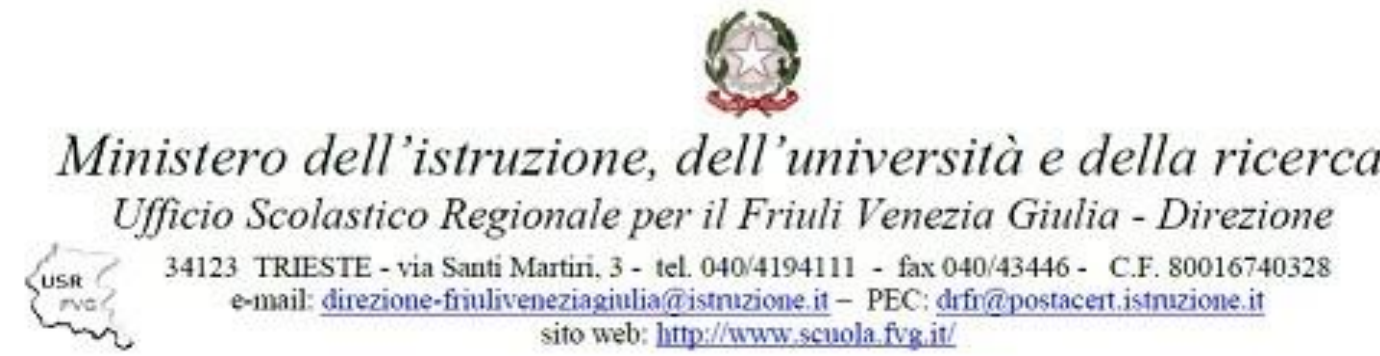 Ministero dell'istruzione, dell'università e della ricerca
Ufficio Scolastico Regionale per il Friuli Venezia Giulia - Direzione
USR
FVG
34123 TRIESTE - via Santi Martiri, 3 - tel. 040/4194111 - fax 040/43446 - C.F. 80016740328
e-mail: direzione-friuliveneziagiulia@istruzione.it – PEC: drfr@postacert.istruzione.it
sito web: http://www.scuola.fvg.it/